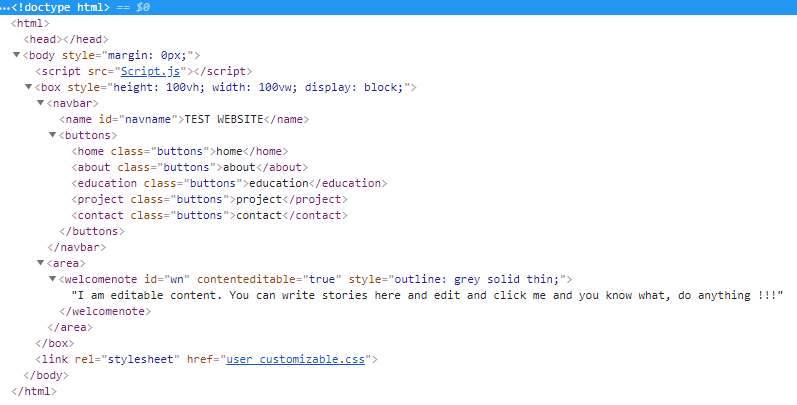 ...<!doctype html> == $0
<html>
<head></head>
▼<body style="margin: 0px;">
<script src="Script.js"></script>
▼<box style="height: 100vh; width: 100vw; display: block;">
▼<navbar>
<name id="navname">TEST WEBSITE</name>
▼<buttons>
<home class="buttons">home</home>
<about class="buttons">about</about>
<education class="buttons">education</education>
<project class="buttons">project</project>
<contact class="buttons">contact</contact>
</buttons>
</navbar>
▼<area>
▼<welcomenote id="wn" contenteditable="true" style="outline: grey solid thin;">
"I am editable content. You can write stories here and edit and click me and you know what, do anything !!!"
</welcomenote>
</area>
</box>
<link rel="stylesheet" href="user_customizable.css">
</body>
</html>